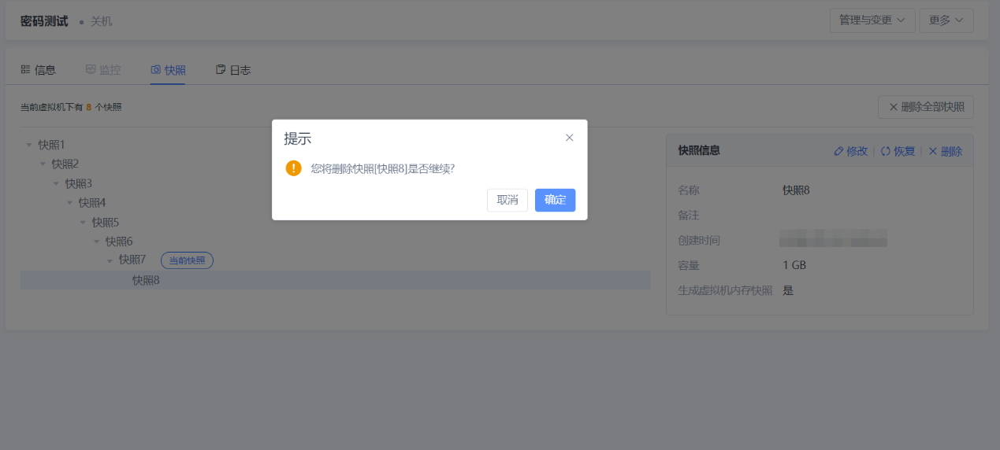 密码测试 关机 管理与变更 更多
信息 监控 快照 日志
当前虚拟机下有 8 个快照 删除全部快照
提示
您将删除快照[快照8]是否继续?
取消 确定
快照1
快照2
快照3
快照4
快照5
快照6
快照7 当前快照
快照8
快照信息 修改 恢复 删除
名称 快照8
备注
创建时间
容量 1 GB
生成虚拟机内存快照 是